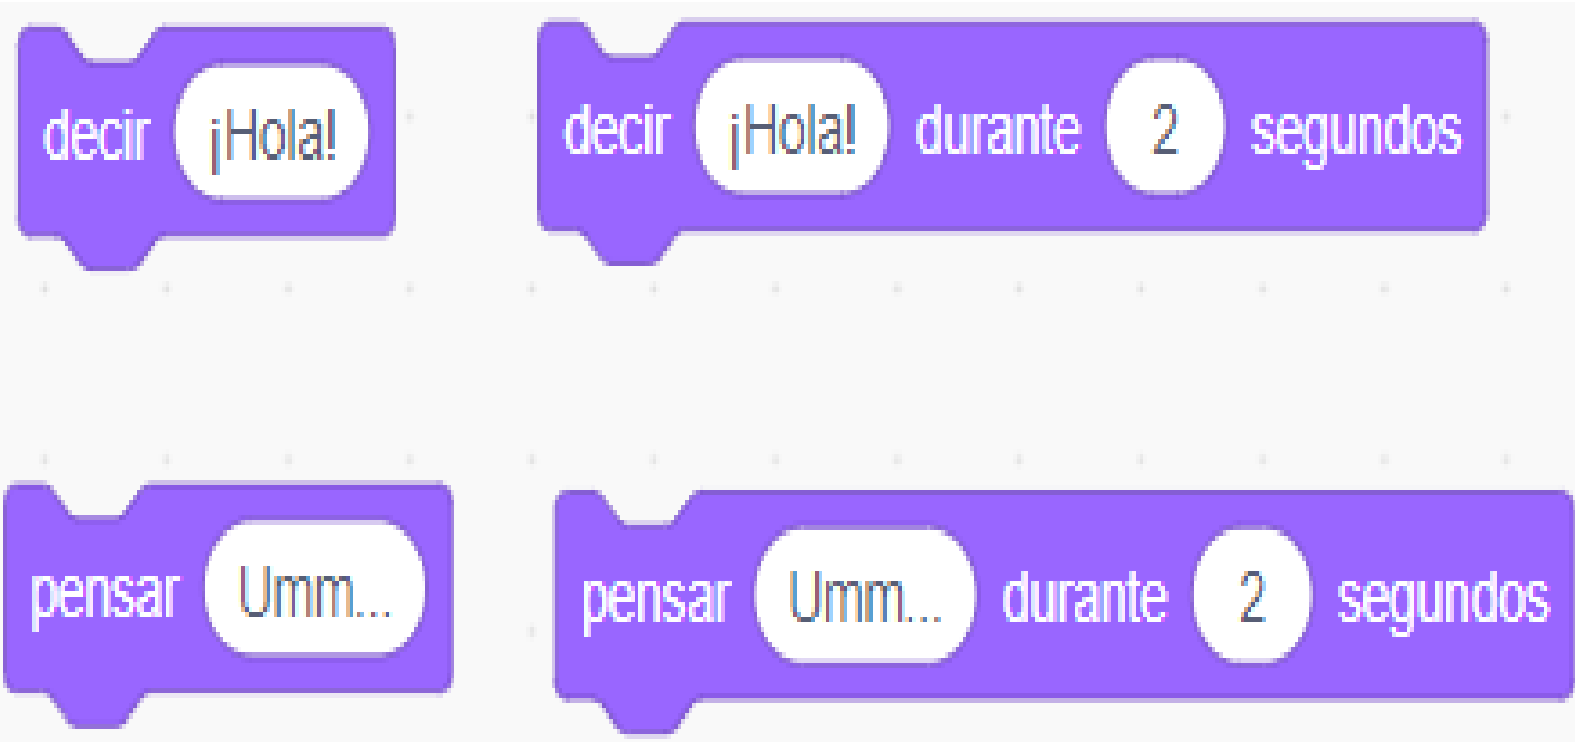 decir ¡Hola!
decir ¡Hola! durante 2 segundos
pensar Umm...
pensar Umm... durante 2 segundos